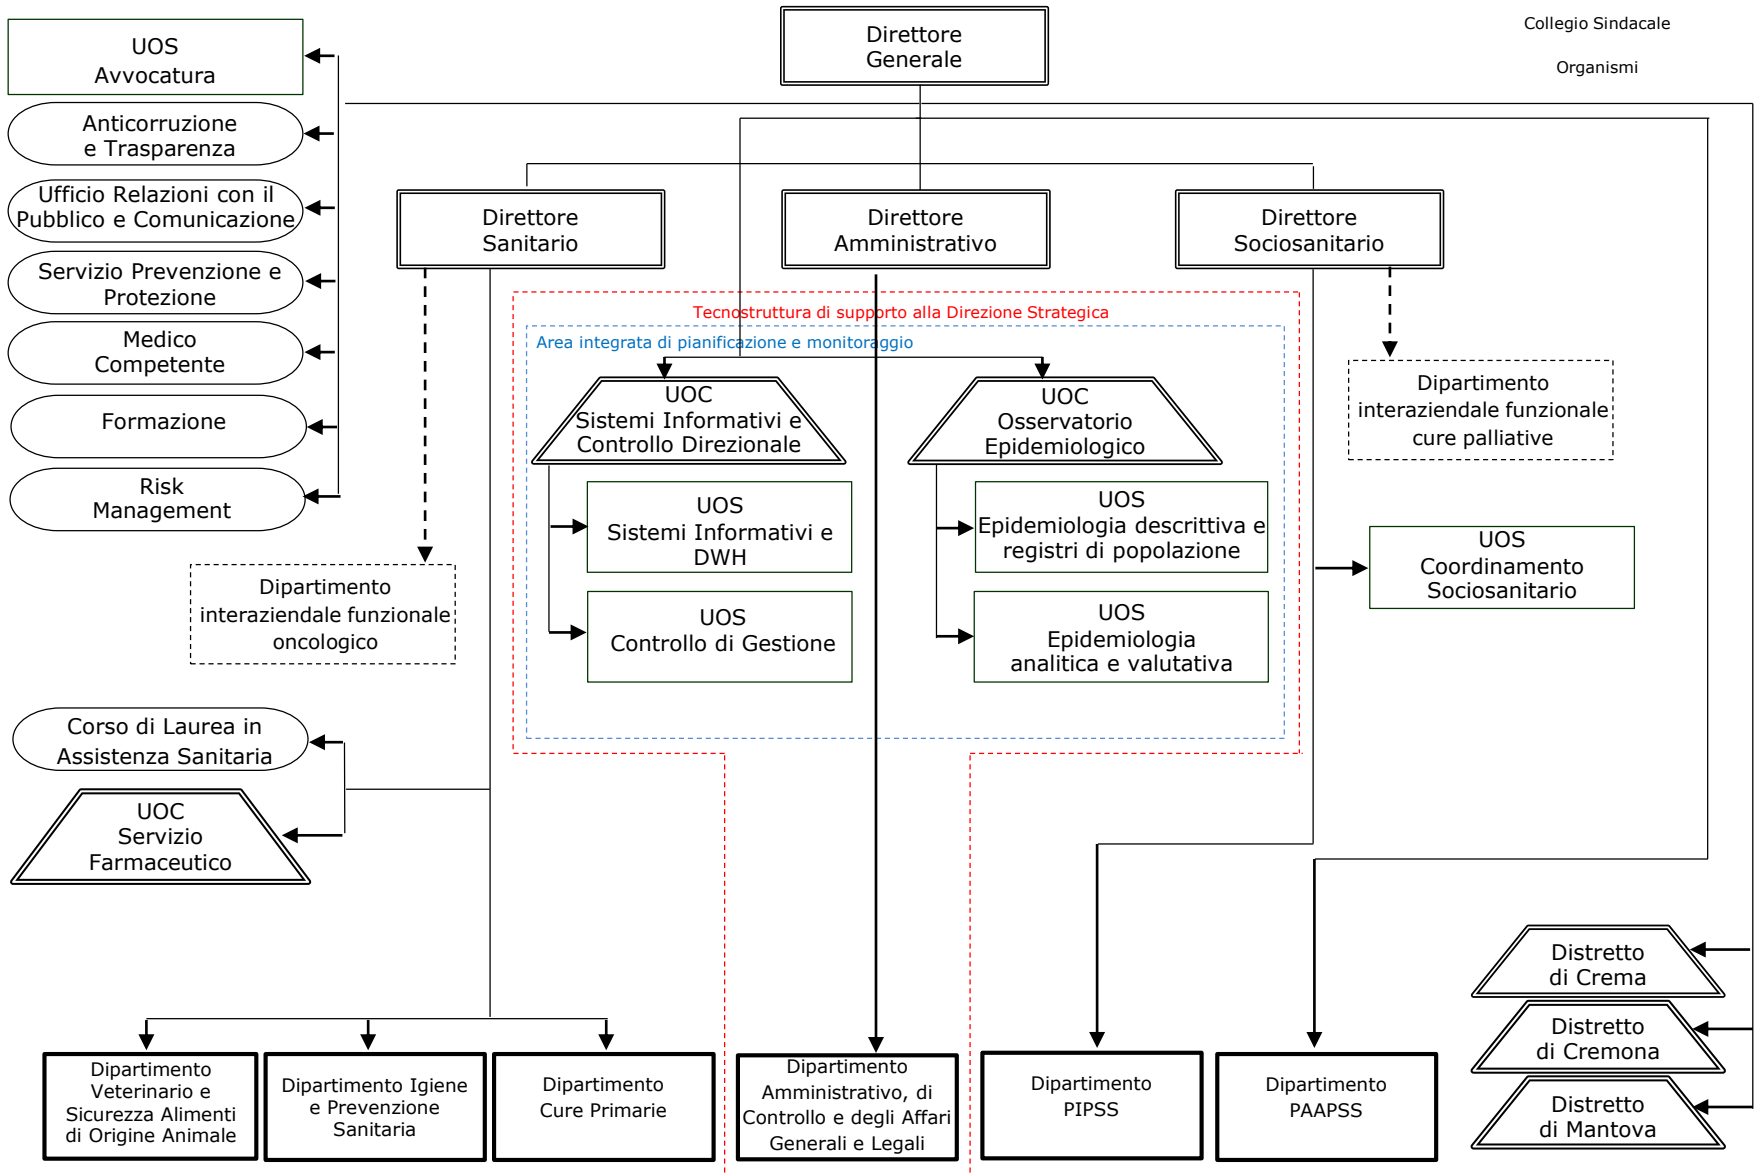 Direttore
Generale
Collegio Sindacale
Organismi
UOS
Avvocatura
Anticorruzione
e Trasparenza
Ufficio Relazioni con il
Pubblico e Comunicazione
Servizio Prevenzione e
Protezione
Medico
Competente
Formazione
Risk
Management
Direttore
Sanitario
Direttore
Amministrativo
Direttore
Sociosanitario
Tecnostruttura di supporto alla Direzione Strategica
Area integrata di pianificazione e monitoraggio
UOC
Sistemi Informativi e
Controllo Direzionale
UOC
Osservatorio
Epidemiologico
Dipartimento
interaziendale funzionale
cure palliative
UOS
Sistemi Informativi e
DWH
UOS
Epidemiologia descrittiva e
registri di popolazione
UOS
Coordinamento
Sociosanitario
Dipartimento
interaziendale funzionale
oncologico
UOS
Controllo di Gestione
UOS
Epidemiologia
analitica e valutativa
Corso di Laurea in
Assistenza Sanitaria
UOC
Servizio
Farmaceutico
Distretto
di Crema
Distretto
di Cremona
Distretto
di Mantova
Dipartimento
Veterinario e
Sicurezza Alimenti
di Origine Animale
Dipartimento Igiene
e Prevenzione
Sanitaria
Dipartimento
Cure Primarie
Dipartimento
Amministrativo, di
Controllo e degli Affari
Generali e Legali
Dipartimento
PIPSS
Dipartimento
PAAPSS